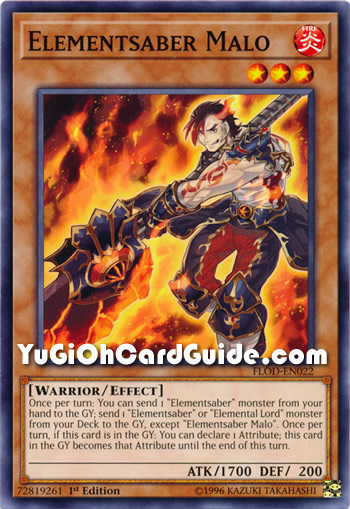 Elementsaber Malo
FIRE
炎
YuGiOhCardGuide.com
FLOD-EN022
[Warrior/Effect]
Once per turn: You can send 1 "Elementsaber" monster from
your hand to the GY; send 1 "Elementsaber" or "Elemental Lord" monster
from your Deck to the GY, except "Elementsaber Malo". Once per
turn, if this card is in the GY: You can declare 1 Attribute; this card
in the GY becomes that Attribute until the end of this turn.
ATK/1700 DEF/ 200
72819261 1st Edition ©1996 KAZUKI TAKAHASHI